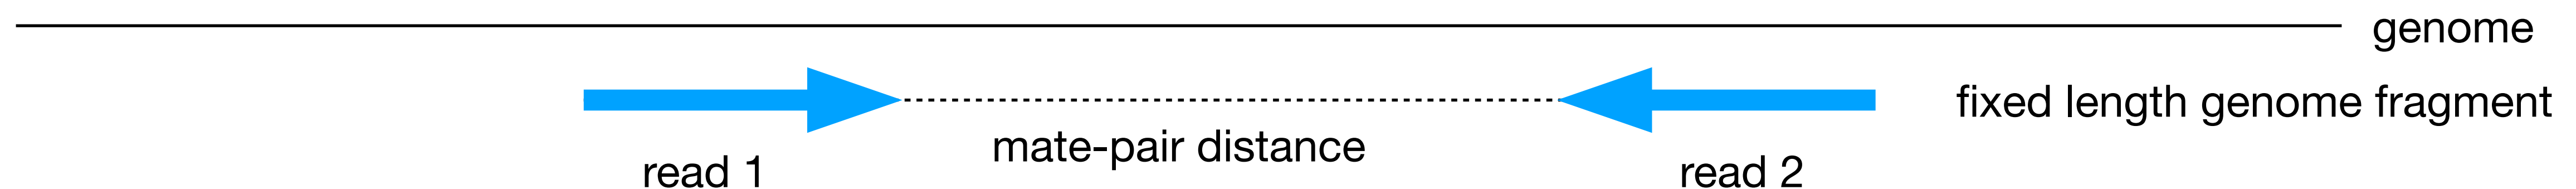 genome
fixed length genome fragment
mate-pair distance
read 1
read 2